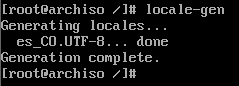 [root@archiso /]# locale-gen
Generating locales...
  es_CO.UTF-8... done
Generation complete.
[root@archiso /]#